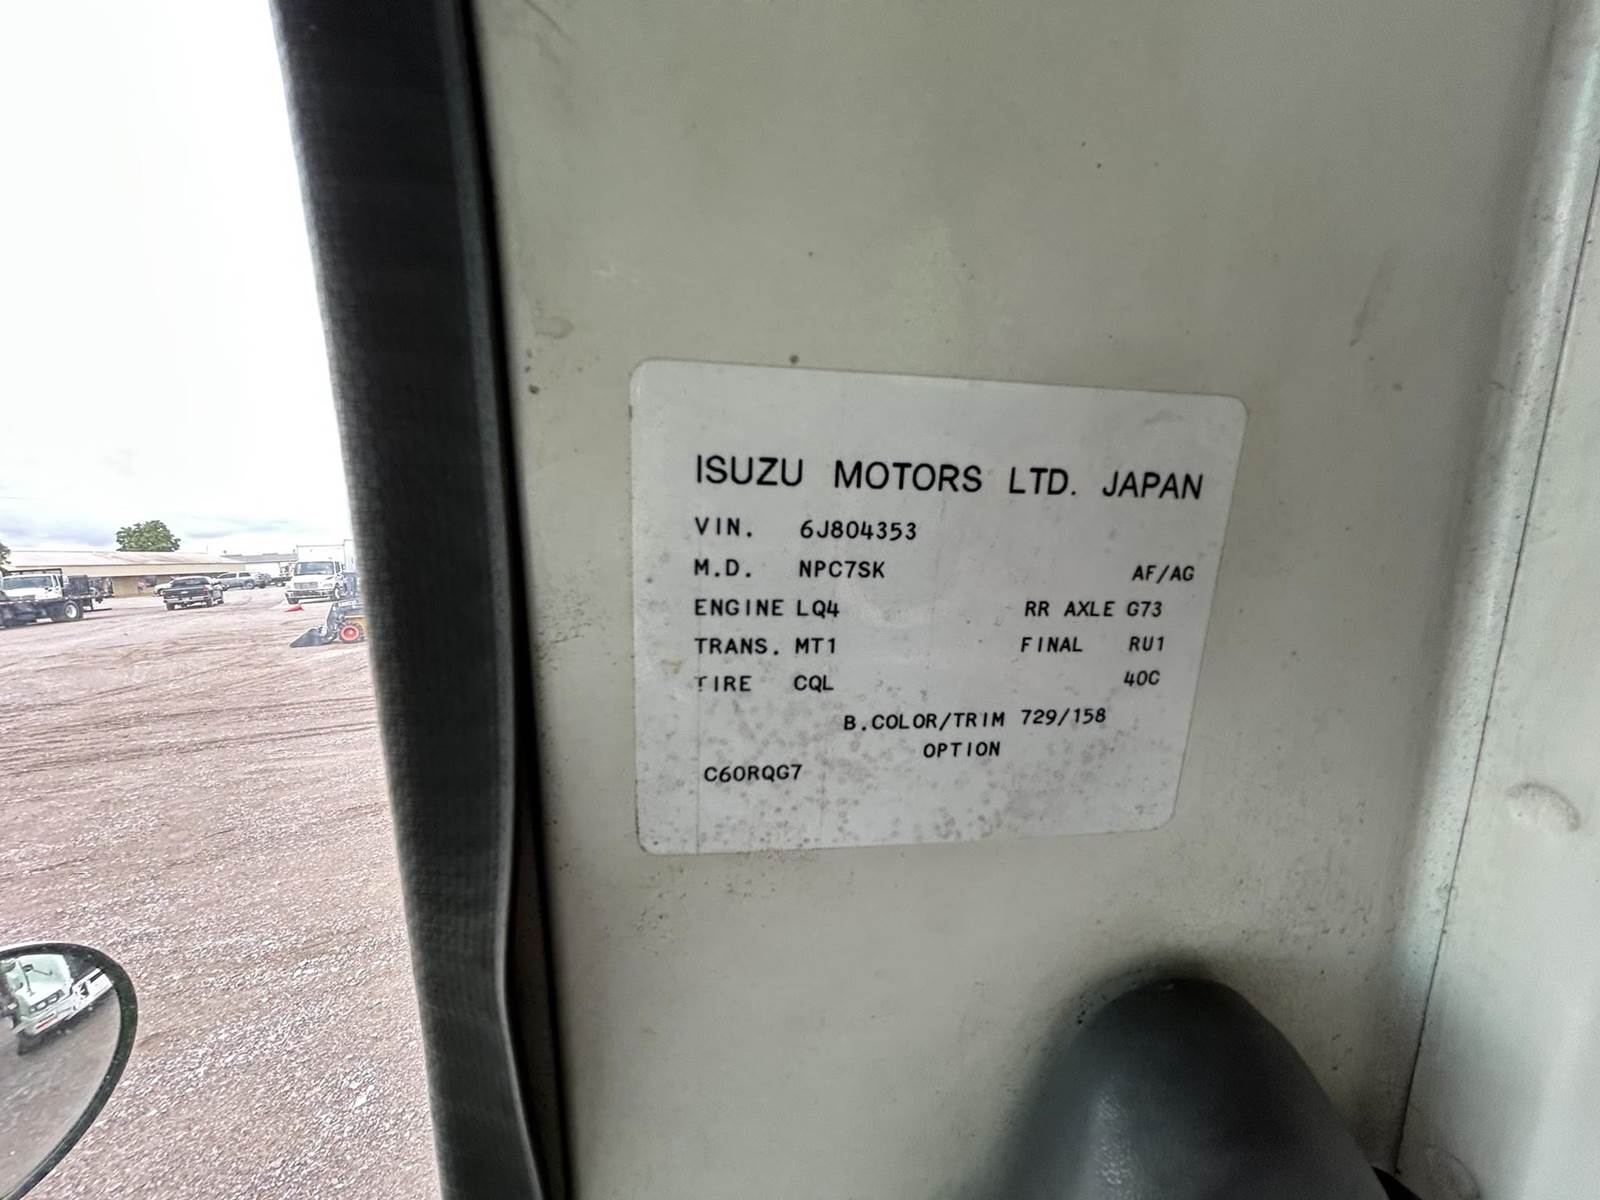 ISUZU MOTORS LTD. JAPAN
VIN. 6J804353
M.D. NPC7SK AF/AG
ENGINE LQ4 RR AXLE G73
TRANS. MT1 FINAL RU1
TIRE CQL 40C
B.COLOR/TRIM 729/158
OPTION
C60RQG7